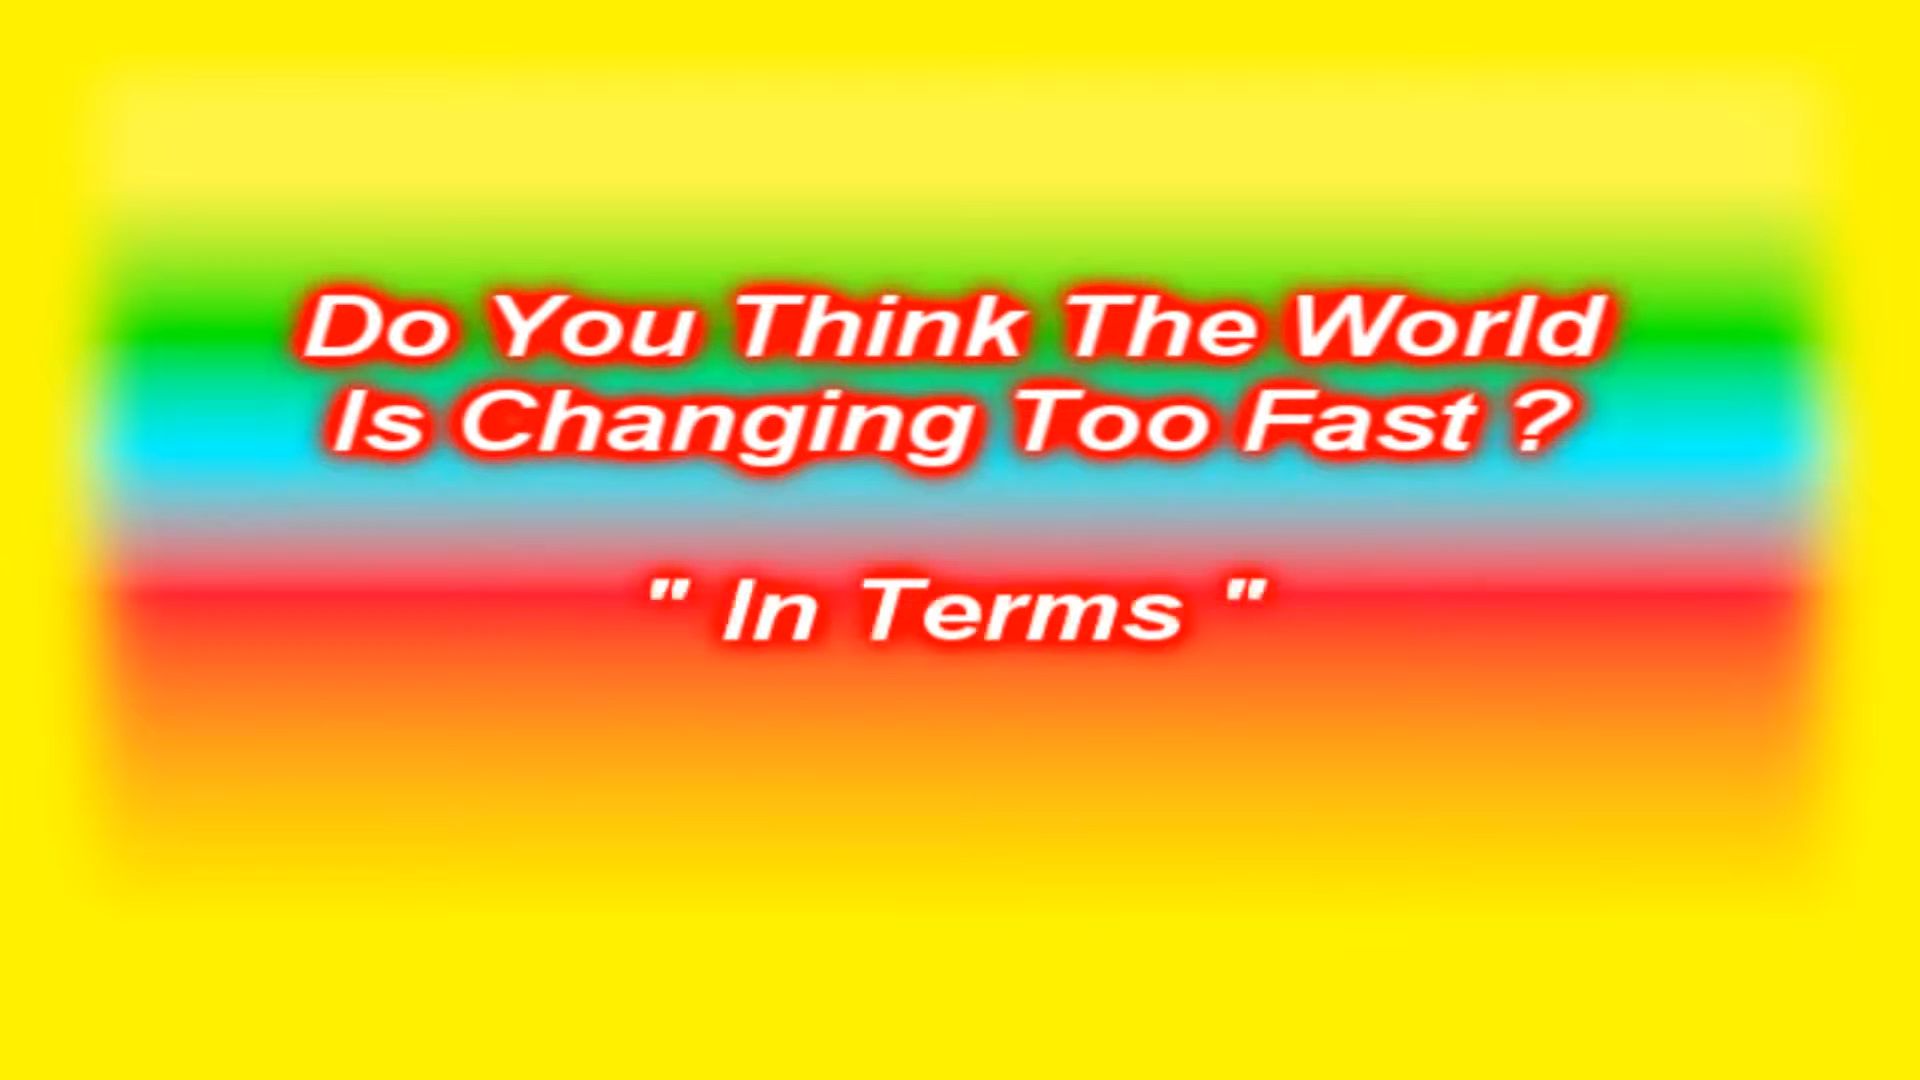 Do You Think The World
Is Changing Too Fast ?
" In Terms "